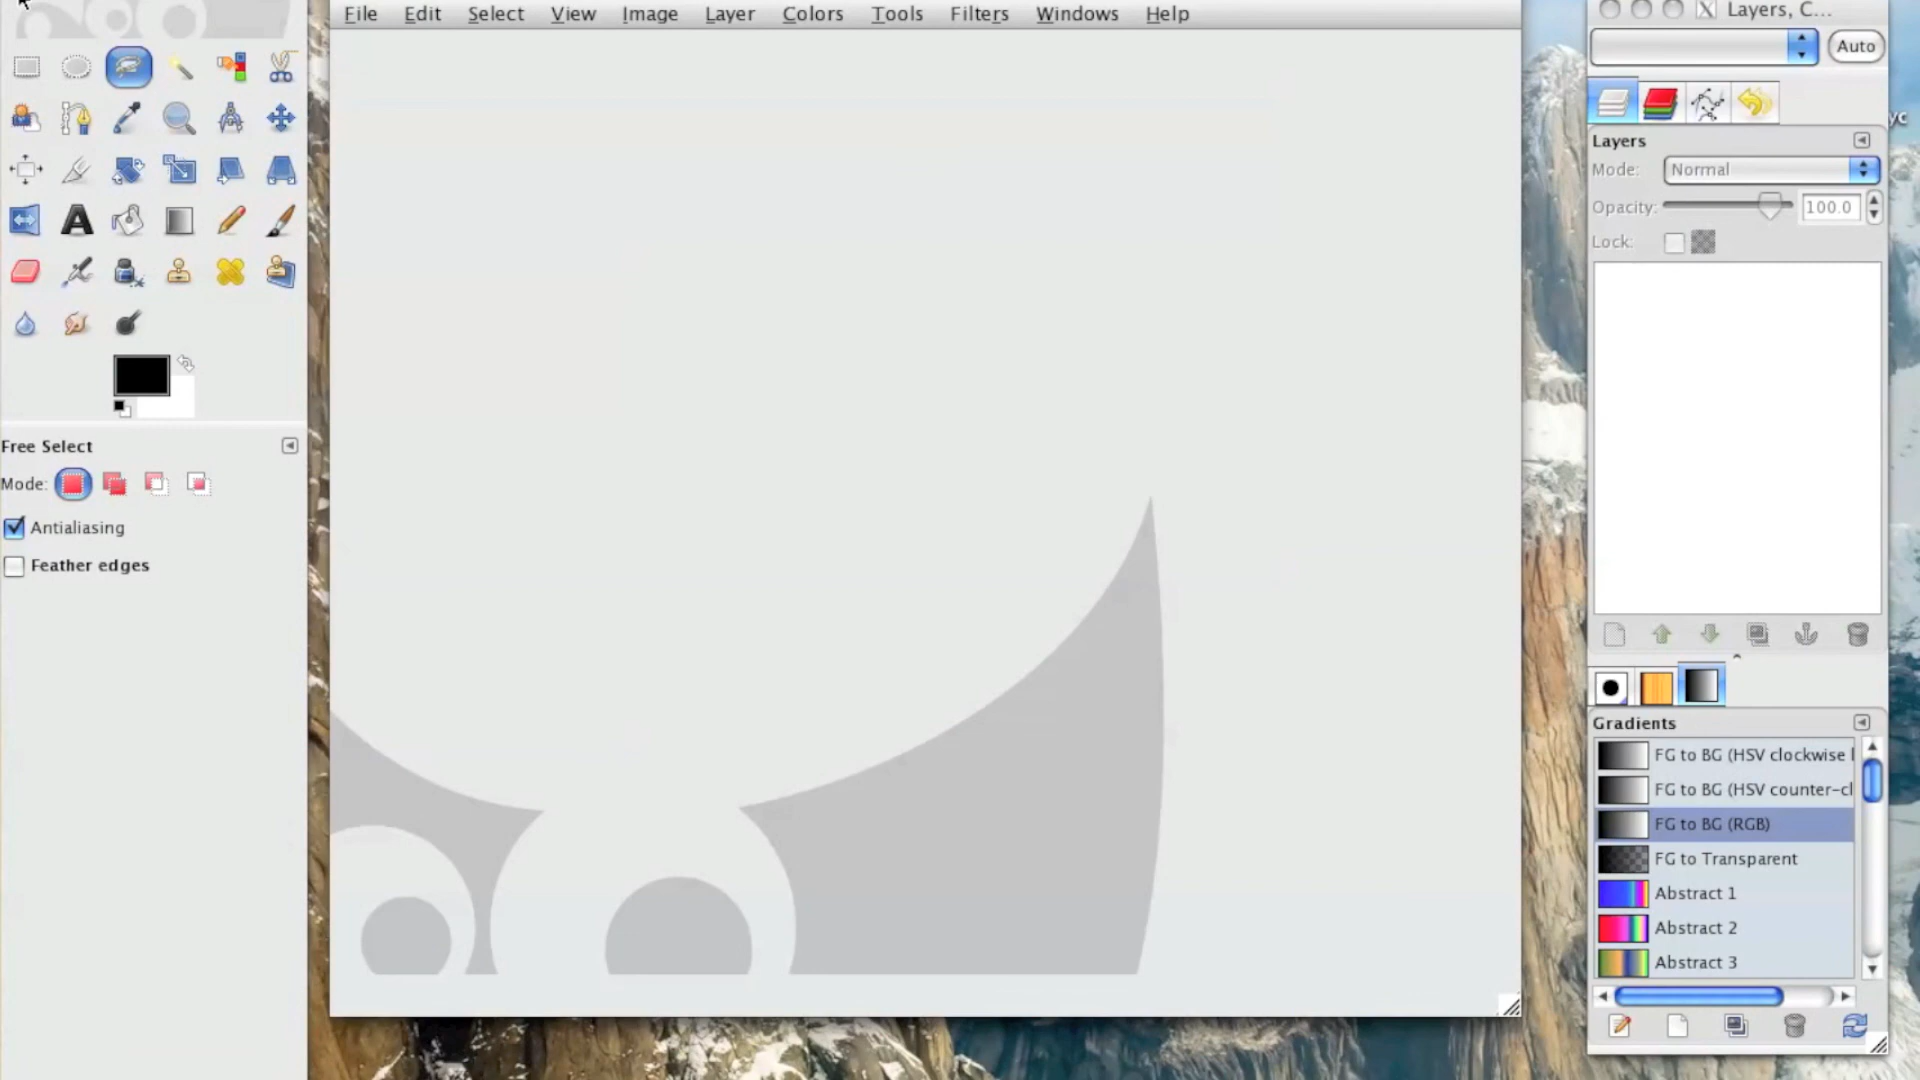 File Edit Select View Image Layer Colors Tools Filters Windows Help
Layers, C...
Auto
Layers
Mode: Normal
Opacity: 100.0
Lock:
Free Select
Mode:
Antialiasing
Feather edges
Gradients
FG to BG (HSV clockwise
FG to BG (HSV counter-cl
FG to BG (RGB)
FG to Transparent
Abstract 1
Abstract 2
Abstract 3